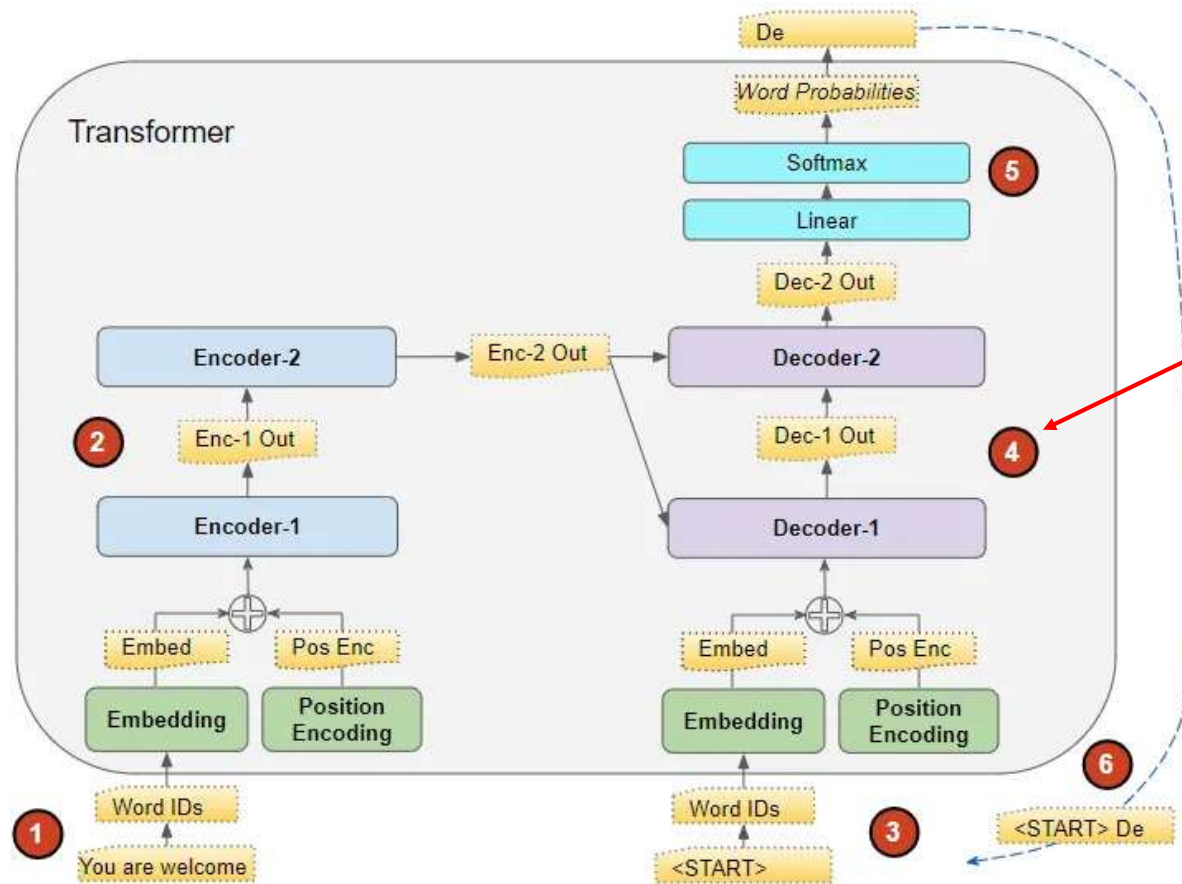 De
Word Probabilities
Transformer
Softmax
5
Linear
Dec-2 Out
Encoder-2
Enc-2 Out
Decoder-2
2
Enc-1 Out
Dec-1 Out
4
Encoder-1
Decoder-1
Embed
Pos Enc
Embed
Pos Enc
Embedding
Position
Encoding
Embedding
Position
Encoding
6
1
Word IDs
Word IDs
3
<START> De
You are welcome
<START>